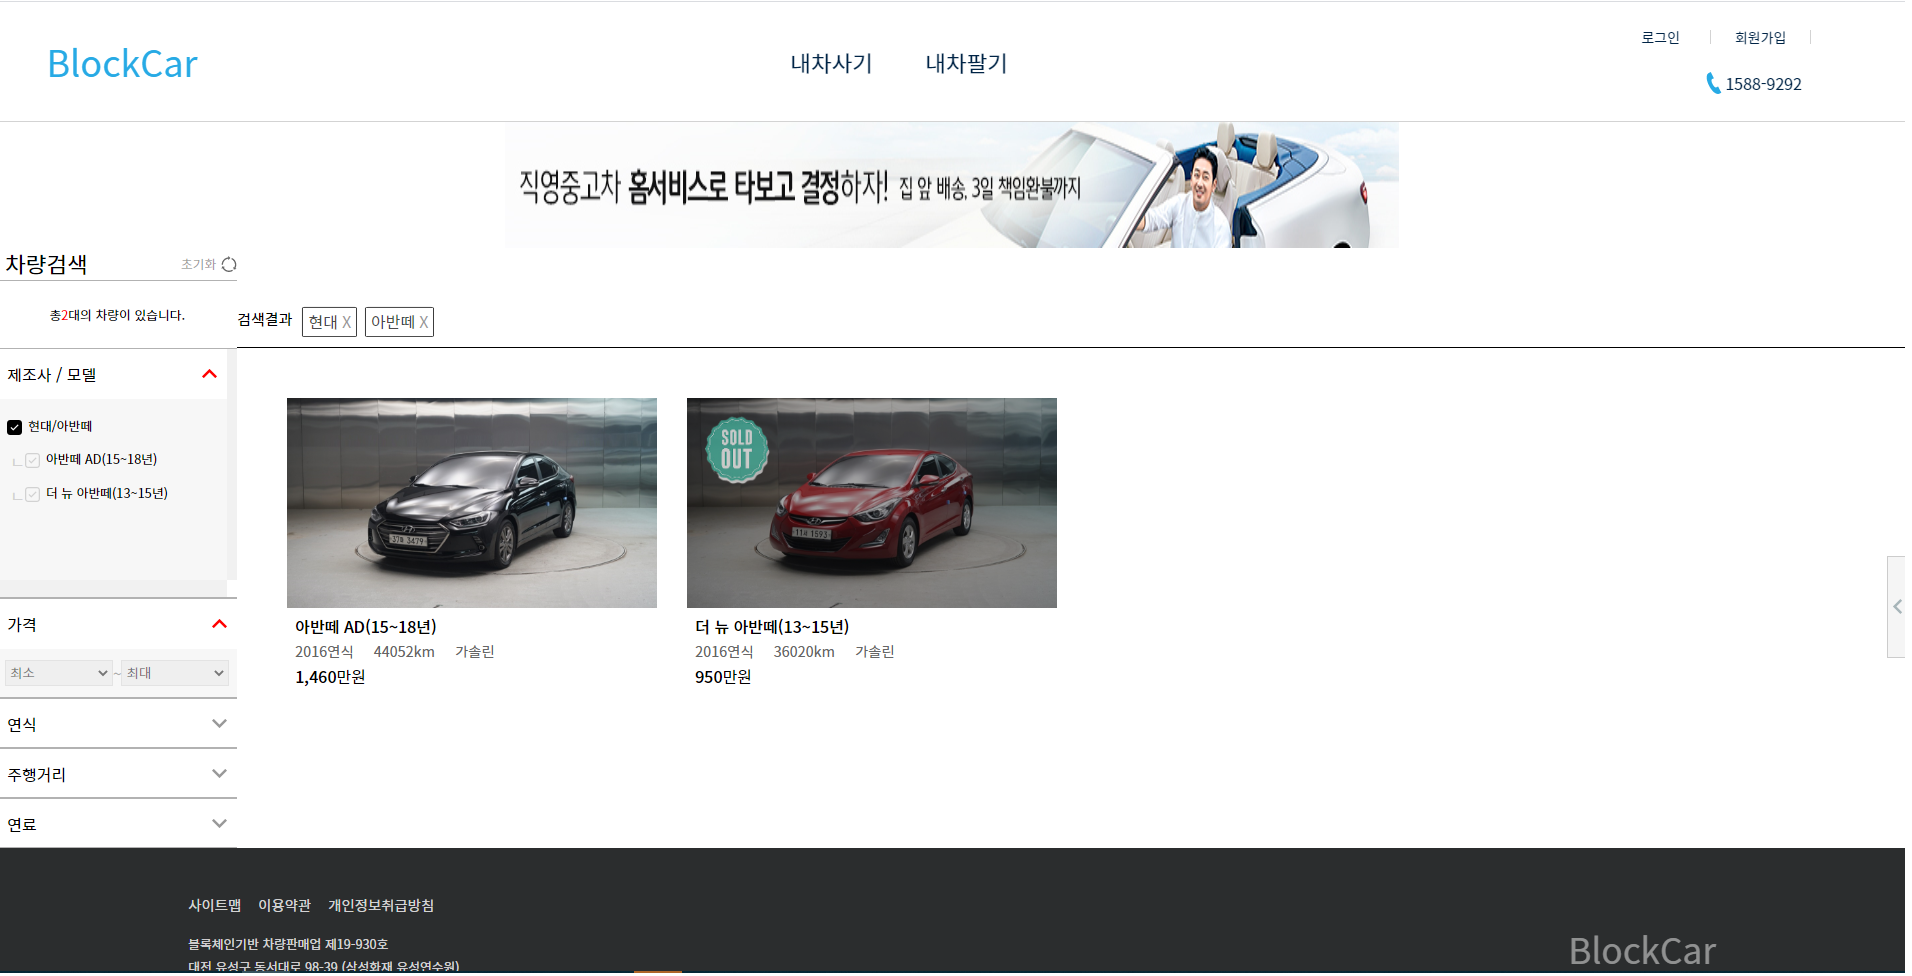 BlockCar
내차사기 내차팔기
로그인 회원가입
1588-9292
직영중고차 홈서비스로 타보고 결정하자! 집 앞 배송, 3일 책임환불까지
차량검색 초기화
총2대의 차량이 있습니다.
검색결과 현대 X 아반떼 X
제조사 / 모델
현대/아반떼
아반떼 AD(15~18년)
더 뉴 아반떼(13~15년)
가격
최소 ~ 최대
연식
주행거리
연료
SOLD
OUT
아반떼 AD(15~18년)
2016연식 44052km 가솔린
1,460만원
더 뉴 아반떼(13~15년)
2016연식 36020km 가솔린
950만원
사이트맵 이용약관 개인정보취급방침
블록체인기반 차량판매업 제19-930호
대전 유성구 동서대로 98-39 (삼성화재 유성연수원)
BlockCar